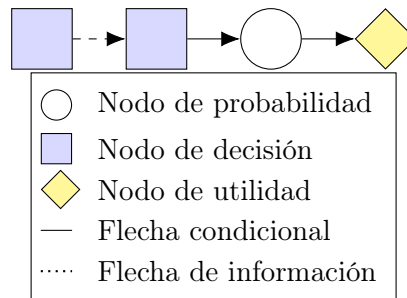 Nodo de probabilidad
Nodo de decisión
Nodo de utilidad
Flecha condicional
Flecha de información